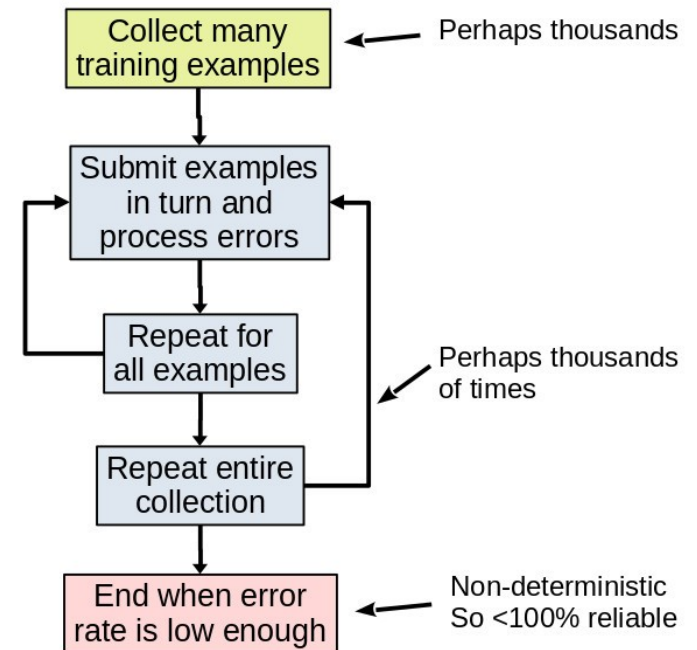 Collect many
training examples
Perhaps thousands
Submit examples
in turn and
process errors
Repeat for
all examples
Perhaps thousands
of times
Repeat entire
collection
End when error
rate is low enough
Non-deterministic
So <100% reliable